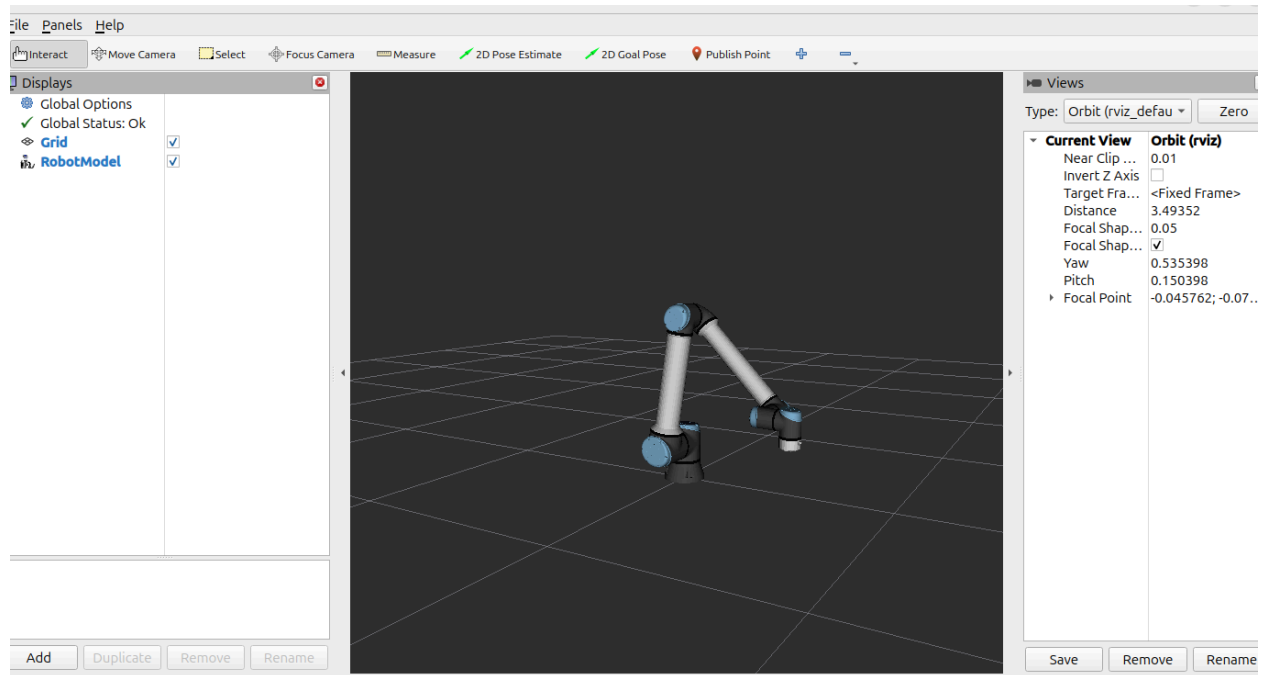 File Panels Help
Interact Move Camera Select Focus Camera Measure 2D Pose Estimate 2D Goal Pose Publish Point
Displays
Global Options
Global Status: Ok
Grid
RobotModel
Add Duplicate Remove Rename
Views
Type: Orbit (rviz_defau Zero
Current View Orbit (rviz)
Near Clip ... 0.01
Invert Z Axis
Target Fra... <Fixed Frame>
Distance 3.49352
Focal Shap... 0.05
Focal Shap...
Yaw 0.535398
Pitch 0.150398
Focal Point -0.045762; -0.07...
Save Remove Rename